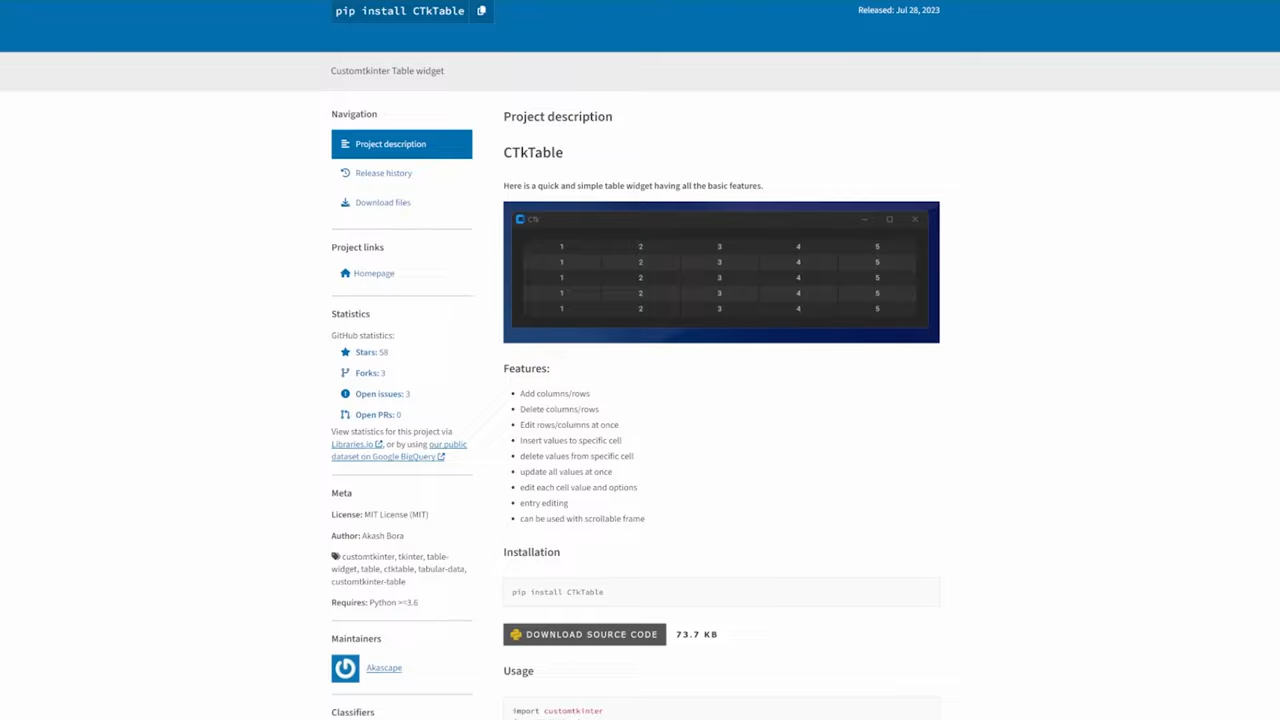 pip install CTkTable
Released: Jul 28, 2023
Customtkinter Table widget
Navigation
Project description
Release history
Download files
Project links
Homepage
Statistics
GitHub statistics:
Stars: 58
Forks: 3
Open issues: 3
Open PRs: 0
View statistics for this project via
Libraries.io, or by using our public
dataset on Google BigQuery
Meta
License: MIT License (MIT)
Author: Akash Bora
customtkinter, tkinter, table-
widget, table, ctktable, tabular-data,
customtkinter-table
Requires: Python >=3.6
Maintainers
Akascape
Classifiers
Project description
CTkTable
Here is a quick and simple table widget having all the basic features.
CTk
1 2 3 4 5
1 2 3 4 5
1 2 3 4 5
1 2 3 4 5
1 2 3 4 5
Features:
Add columns/rows
Delete columns/rows
Edit rows/columns at once
Insert values to specific cell
delete values from specific cell
update all values at once
edit each cell value and options
entry editing
can be used with scrollable frame
Installation
pip install CTkTable
DOWNLOAD SOURCE CODE 73.7 KB
Usage
import customtkinter